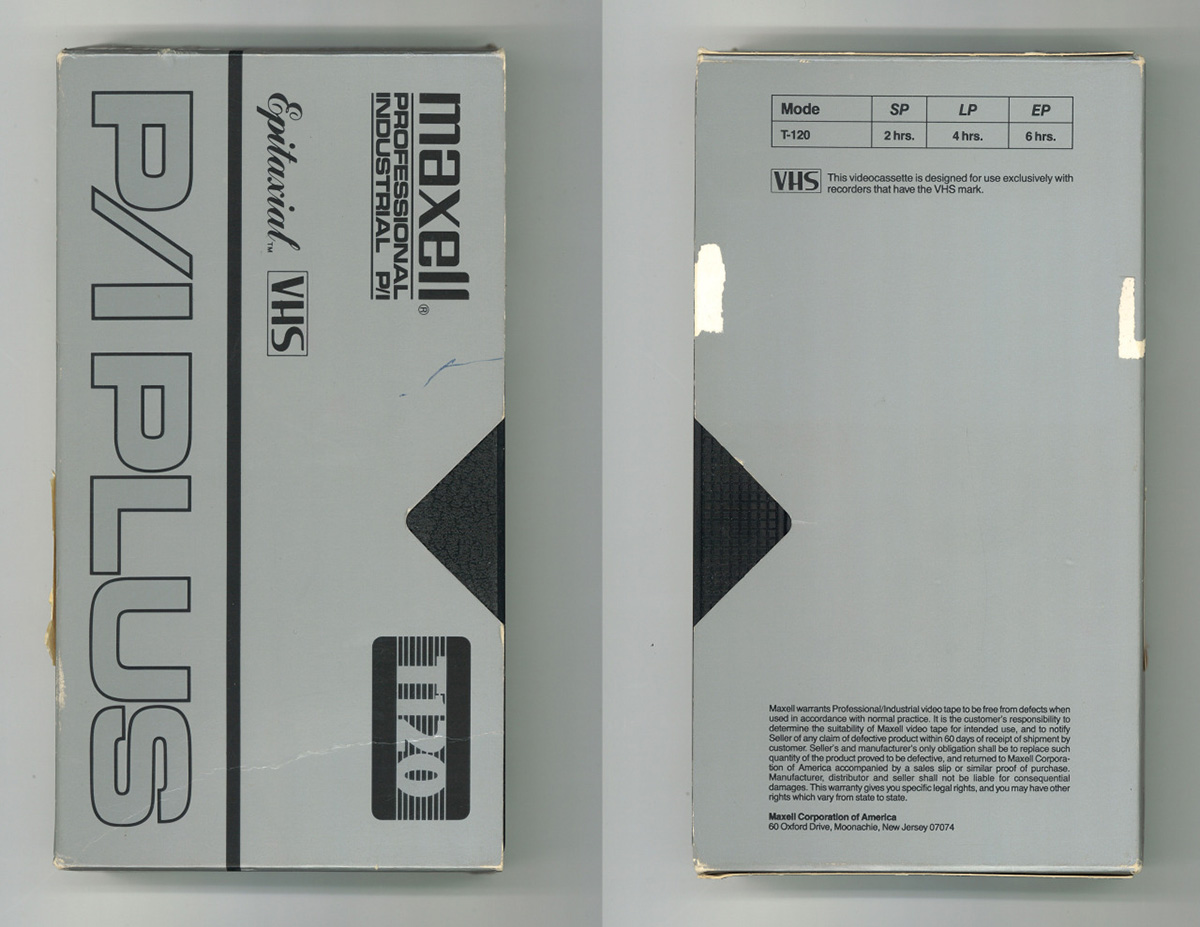 maxell®
PROFESSIONAL
INDUSTRIAL P/I
Epitaxial™ VHS
P/I PLUS
T120
Mode SP LP EP
T-120 2 hrs. 4 hrs. 6 hrs.
VHS This videocassette is designed for use exclusively with
recorders that have the VHS mark.
Maxell warrants Professional/Industrial video tape to be free from defects when
used in accordance with normal practice. It is the customer's responsibility to
determine the suitability of Maxell video tape for intended use, and to notify
Seller of any claim of defective product within 60 days of receipt of shipment by
customer. Seller's and manufacturer's only obligation shall be to replace such
quantity of the product proved to be defective, and returned to Maxell Corpora-
tion of America accompanied by a sales slip or similar proof of purchase.
Manufacturer, distributor and seller shall not be liable for consequential
damages. This warranty gives you specific legal rights, and you may have other
rights which vary from state to state.
Maxell Corporation of America
60 Oxford Drive, Moonachie, New Jersey 07074